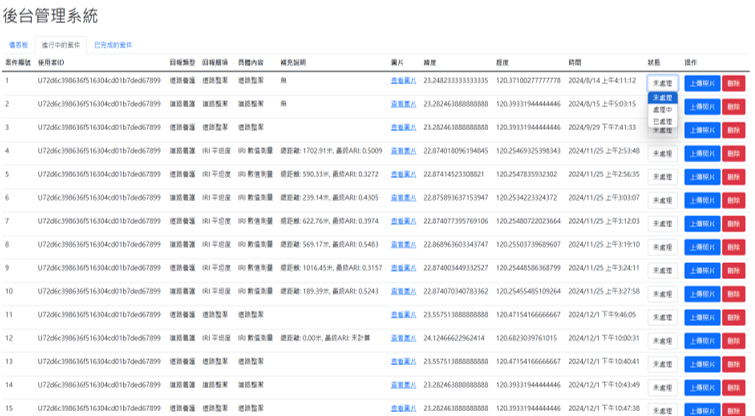 後台管理系統
儀表板 進行中的案件 已完成的案件
案件編號 使用者ID 回報類型 回報細項 具體內容 補充說明 圖片 緯度 經度 時間 狀態 操作
1 U72d6c398636f516304cd01b7ded67899 道路養護 道路整潔 道路整潔 無 查看圖片 23.248233333333335 120.37100277777778 2024/8/14 上午4:11:12 未處理 上傳照片 刪除
未處理
處理中
已處理
2 U72d6c398636f516304cd01b7ded67899 道路養護 道路整潔 道路整潔 無 查看圖片 23.282463888888888 120.39331944444446 2024/8/15 上午5:03:15 上傳照片 刪除
3 U72d6c398636f516304cd01b7ded67899 道路養護 道路整潔 道路整潔 查看圖片 23.282463888888888 120.39331944444446 2024/9/29 下午7:41:33 未處理 上傳照片 刪除
4 U72d6c398636f516304cd01b7ded67899 道路養護 IRI 平坦度 IRI 數值測量 總距離: 1702.91米, 最終ARI: 0.5009 查看圖片 22.874018096194845 120.25469325398343 2024/11/25 上午2:53:48 未處理 上傳照片 刪除
5 U72d6c398636f516304cd01b7ded67899 道路養護 IRI 平坦度 IRI 數值測量 總距離: 590.33米, 最終ARI: 0.3272 查看圖片 22.87414523308821 120.2547835932302 2024/11/25 上午2:56:35 未處理 上傳照片 刪除
6 U72d6c398636f516304cd01b7ded67899 道路養護 IRI 平坦度 IRI 數值測量 總距離: 239.14米, 最終ARI: 0.4305 查看圖片 22.875893637153947 120.2534223324372 2024/11/25 上午3:03:07 未處理 上傳照片 刪除
7 U72d6c398636f516304cd01b7ded67899 道路養護 IRI 平坦度 IRI 數值測量 總距離: 622.76米, 最終ARI: 0.3974 查看圖片 22.874077395769106 120.25480722023664 2024/11/25 上午3:12:03 未處理 上傳照片 刪除
8 U72d6c398636f516304cd01b7ded67899 道路養護 IRI 平坦度 IRI 數值測量 總距離: 569.17米, 最終ARI: 0.5483 查看圖片 22.868963603343747 120.25503739689607 2024/11/25 上午3:19:10 未處理 上傳照片 刪除
9 U72d6c398636f516304cd01b7ded67899 道路養護 IRI 平坦度 IRI 數值測量 總距離: 1016.45米, 最終ARI: 0.3157 查看圖片 22.874003449332527 120.25448586368799 2024/11/25 上午3:24:11 未處理 上傳照片 刪除
10 U72d6c398636f516304cd01b7ded67899 道路養護 IRI 平坦度 IRI 數值測量 總距離: 189.39米, 最終ARI: 0.5243 查看圖片 22.874070340783362 120.25455485109264 2024/11/25 上午3:27:58 未處理 上傳照片 刪除
11 U72d6c398636f516304cd01b7ded67899 道路養護 道路整潔 道路整潔 查看圖片 23.557513888888888 120.47154166666667 2024/12/1 下午9:46:05 未處理 上傳照片 刪除
12 U72d6c398636f516304cd01b7ded67899 道路養護 IRI 平坦度 IRI 數值測量 總距離: 0.00米, 最終ARI: 未計算 查看圖片 24.12466622962414 120.6823039761015 2024/12/1 下午10:00:31 未處理 上傳照片 刪除
13 U72d6c398636f516304cd01b7ded67899 道路養護 道路整潔 道路整潔 查看圖片 23.557513888888888 120.47154166666667 2024/12/1 下午10:40:41 未處理 上傳照片 刪除
14 U72d6c398636f516304cd01b7ded67899 道路養護 道路整潔 道路整潔 查看圖片 23.282463888888888 120.39331944444446 2024/12/1 下午10:43:49 未處理 上傳照片 刪除
15 U72d6c398636f516304cd01b7ded67899 道路養護 道路整潔 道路整潔 查看圖片 23.282463888888888 120.39331944444446 2024/12/1 下午10:47:38 未處理 上傳照片 刪除